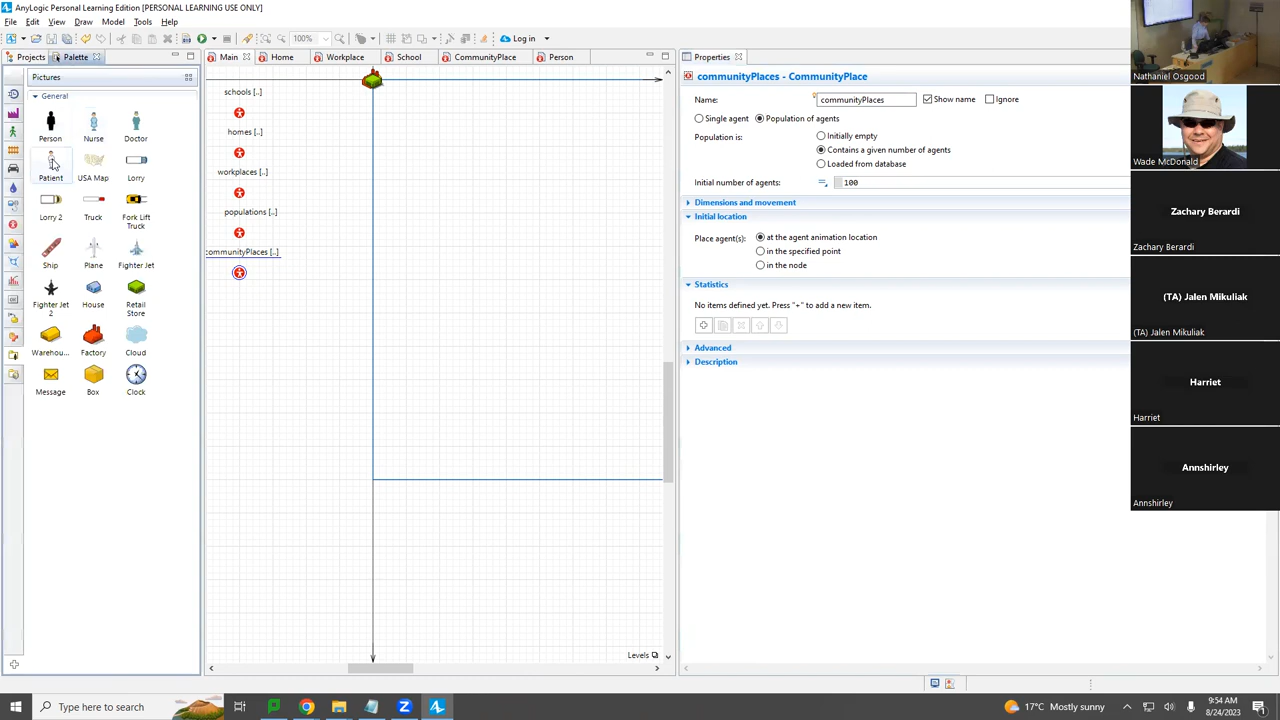 AnyLogic Personal Learning Edition [PERSONAL LEARNING USE ONLY]
File Edit View Draw Model Tools Help
100% Log in
Projects Palette
Main Home Workplace School CommunityPlace Person
Properties
Pictures
General
Person Nurse Doctor
Patient USA Map Lorry
Lorry 2 Truck Fork Lift Truck
Ship Plane Fighter Jet
Fighter Jet 2 House Retail Store
Warehou... Factory Cloud
Message Box Clock
schools [..]
homes [..]
workplaces [..]
populations [..]
communityPlaces [..]
Levels
communityPlaces - CommunityPlace
Name: communityPlaces Show name Ignore
Single agent Population of agents
Population is: Initially empty
Contains a given number of agents
Loaded from database
Initial number of agents: 100
Dimensions and movement
Initial location
Place agent(s): at the agent animation location
in the specified point
in the node
Statistics
No items defined yet. Press "+" to add a new item.
Advanced
Description
Nathaniel Osgood
Wade McDonald
Zachary Berardi
Zachary Berardi
(TA) Jalen Mikuliak
(TA) Jalen Mikuliak
Harriet
Harriet
Annshirley
Annshirley
Type here to search
17°C Mostly sunny
9:54 AM
8/24/2023